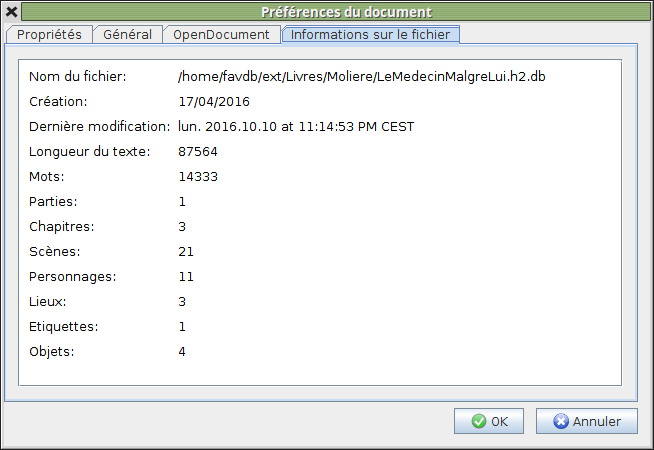 Préférences du document
Propriétés Général OpenDocument Informations sur le fichier
Nom du fichier: /home/favdb/ext/Livres/Moliere/LeMedecinMalgreLui.h2.db
Création: 17/04/2016
Dernière modification: lun. 2016.10.10 at 11:14:53 PM CEST
Longueur du texte: 87564
Mots: 14333
Parties: 1
Chapitres: 3
Scènes: 21
Personnages: 11
Lieux: 3
Etiquettes: 1
Objets: 4
OK Annuler